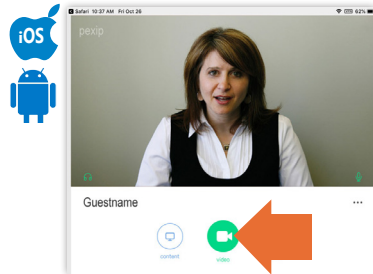 iOS
Safari 10:37 AM Fri Oct 26 62%
pexip
Guestname
content
video